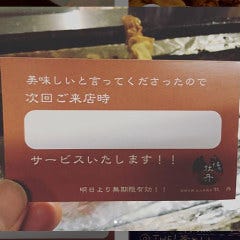 美味しいと言ってくださったので
次回ご来店時
サービスいたします！！
明日より無期限有効！！
牡丹